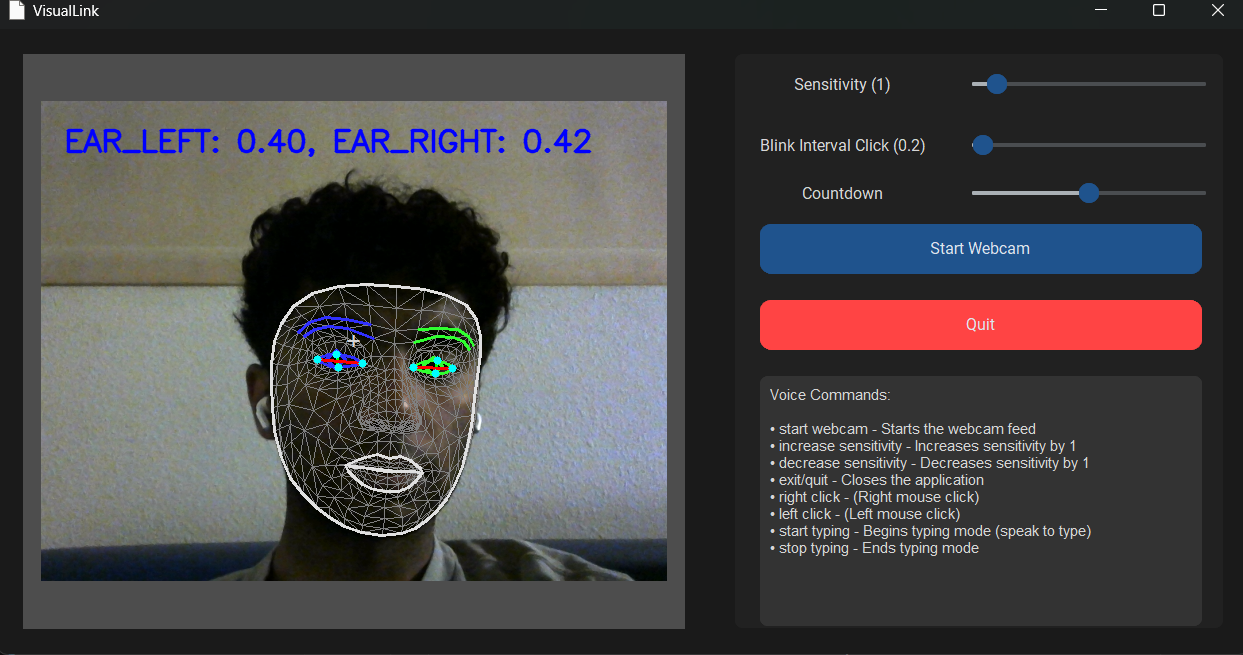 VisualLink
EAR_LEFT: 0.40, EAR_RIGHT: 0.42
Sensitivity (1)
Blink Interval Click (0.2)
Countdown
Start Webcam
Quit
Voice Commands:
• start webcam - Starts the webcam feed
• increase sensitivity - Increases sensitivity by 1
• decrease sensitivity - Decreases sensitivity by 1
• exit/quit - Closes the application
• right click - (Right mouse click)
• left click - (Left mouse click)
• start typing - Begins typing mode (speak to type)
• stop typing - Ends typing mode